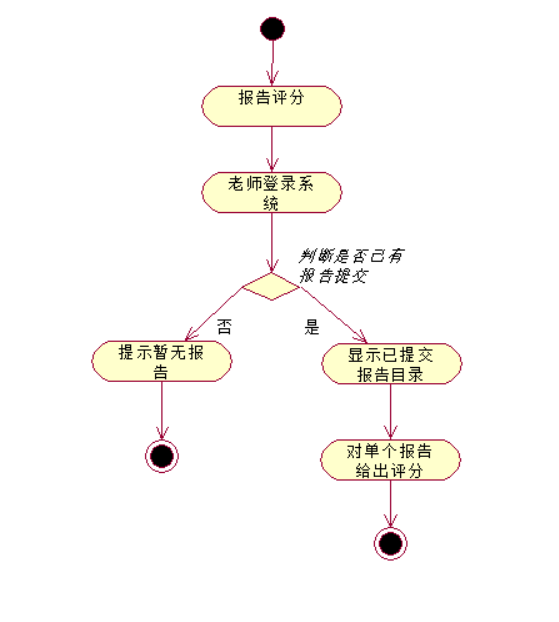 报告评分
老师登录系
统
判断是否已有
报告提交
否
是
提示暂无报
告
显示已提交
报告目录
对单个报告
给出评分